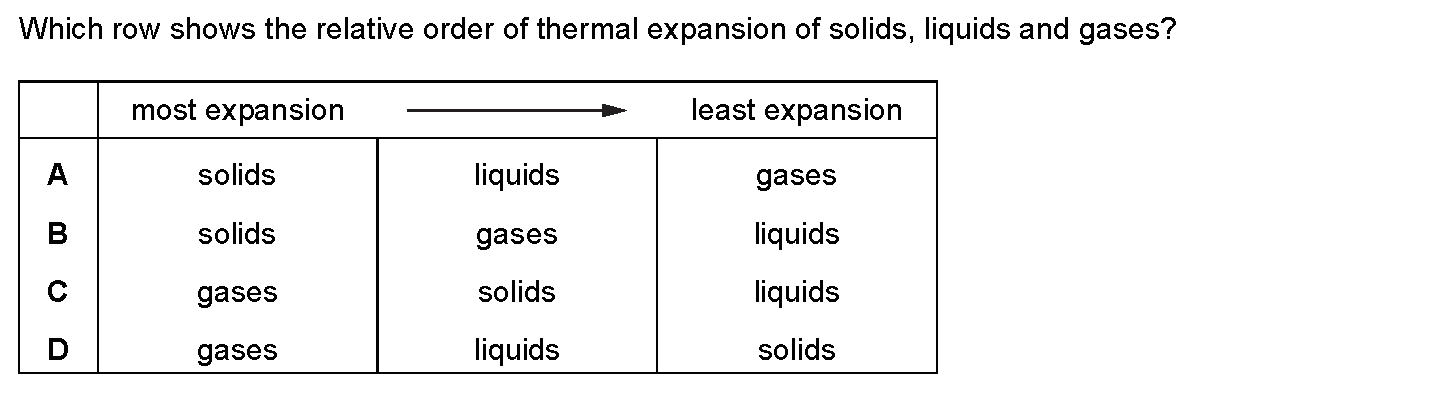 Which row shows the relative order of thermal expansion of solids, liquids and gases?
most expansion least expansion
A solids liquids gases
B solids gases liquids
C gases solids liquids
D gases liquids solids